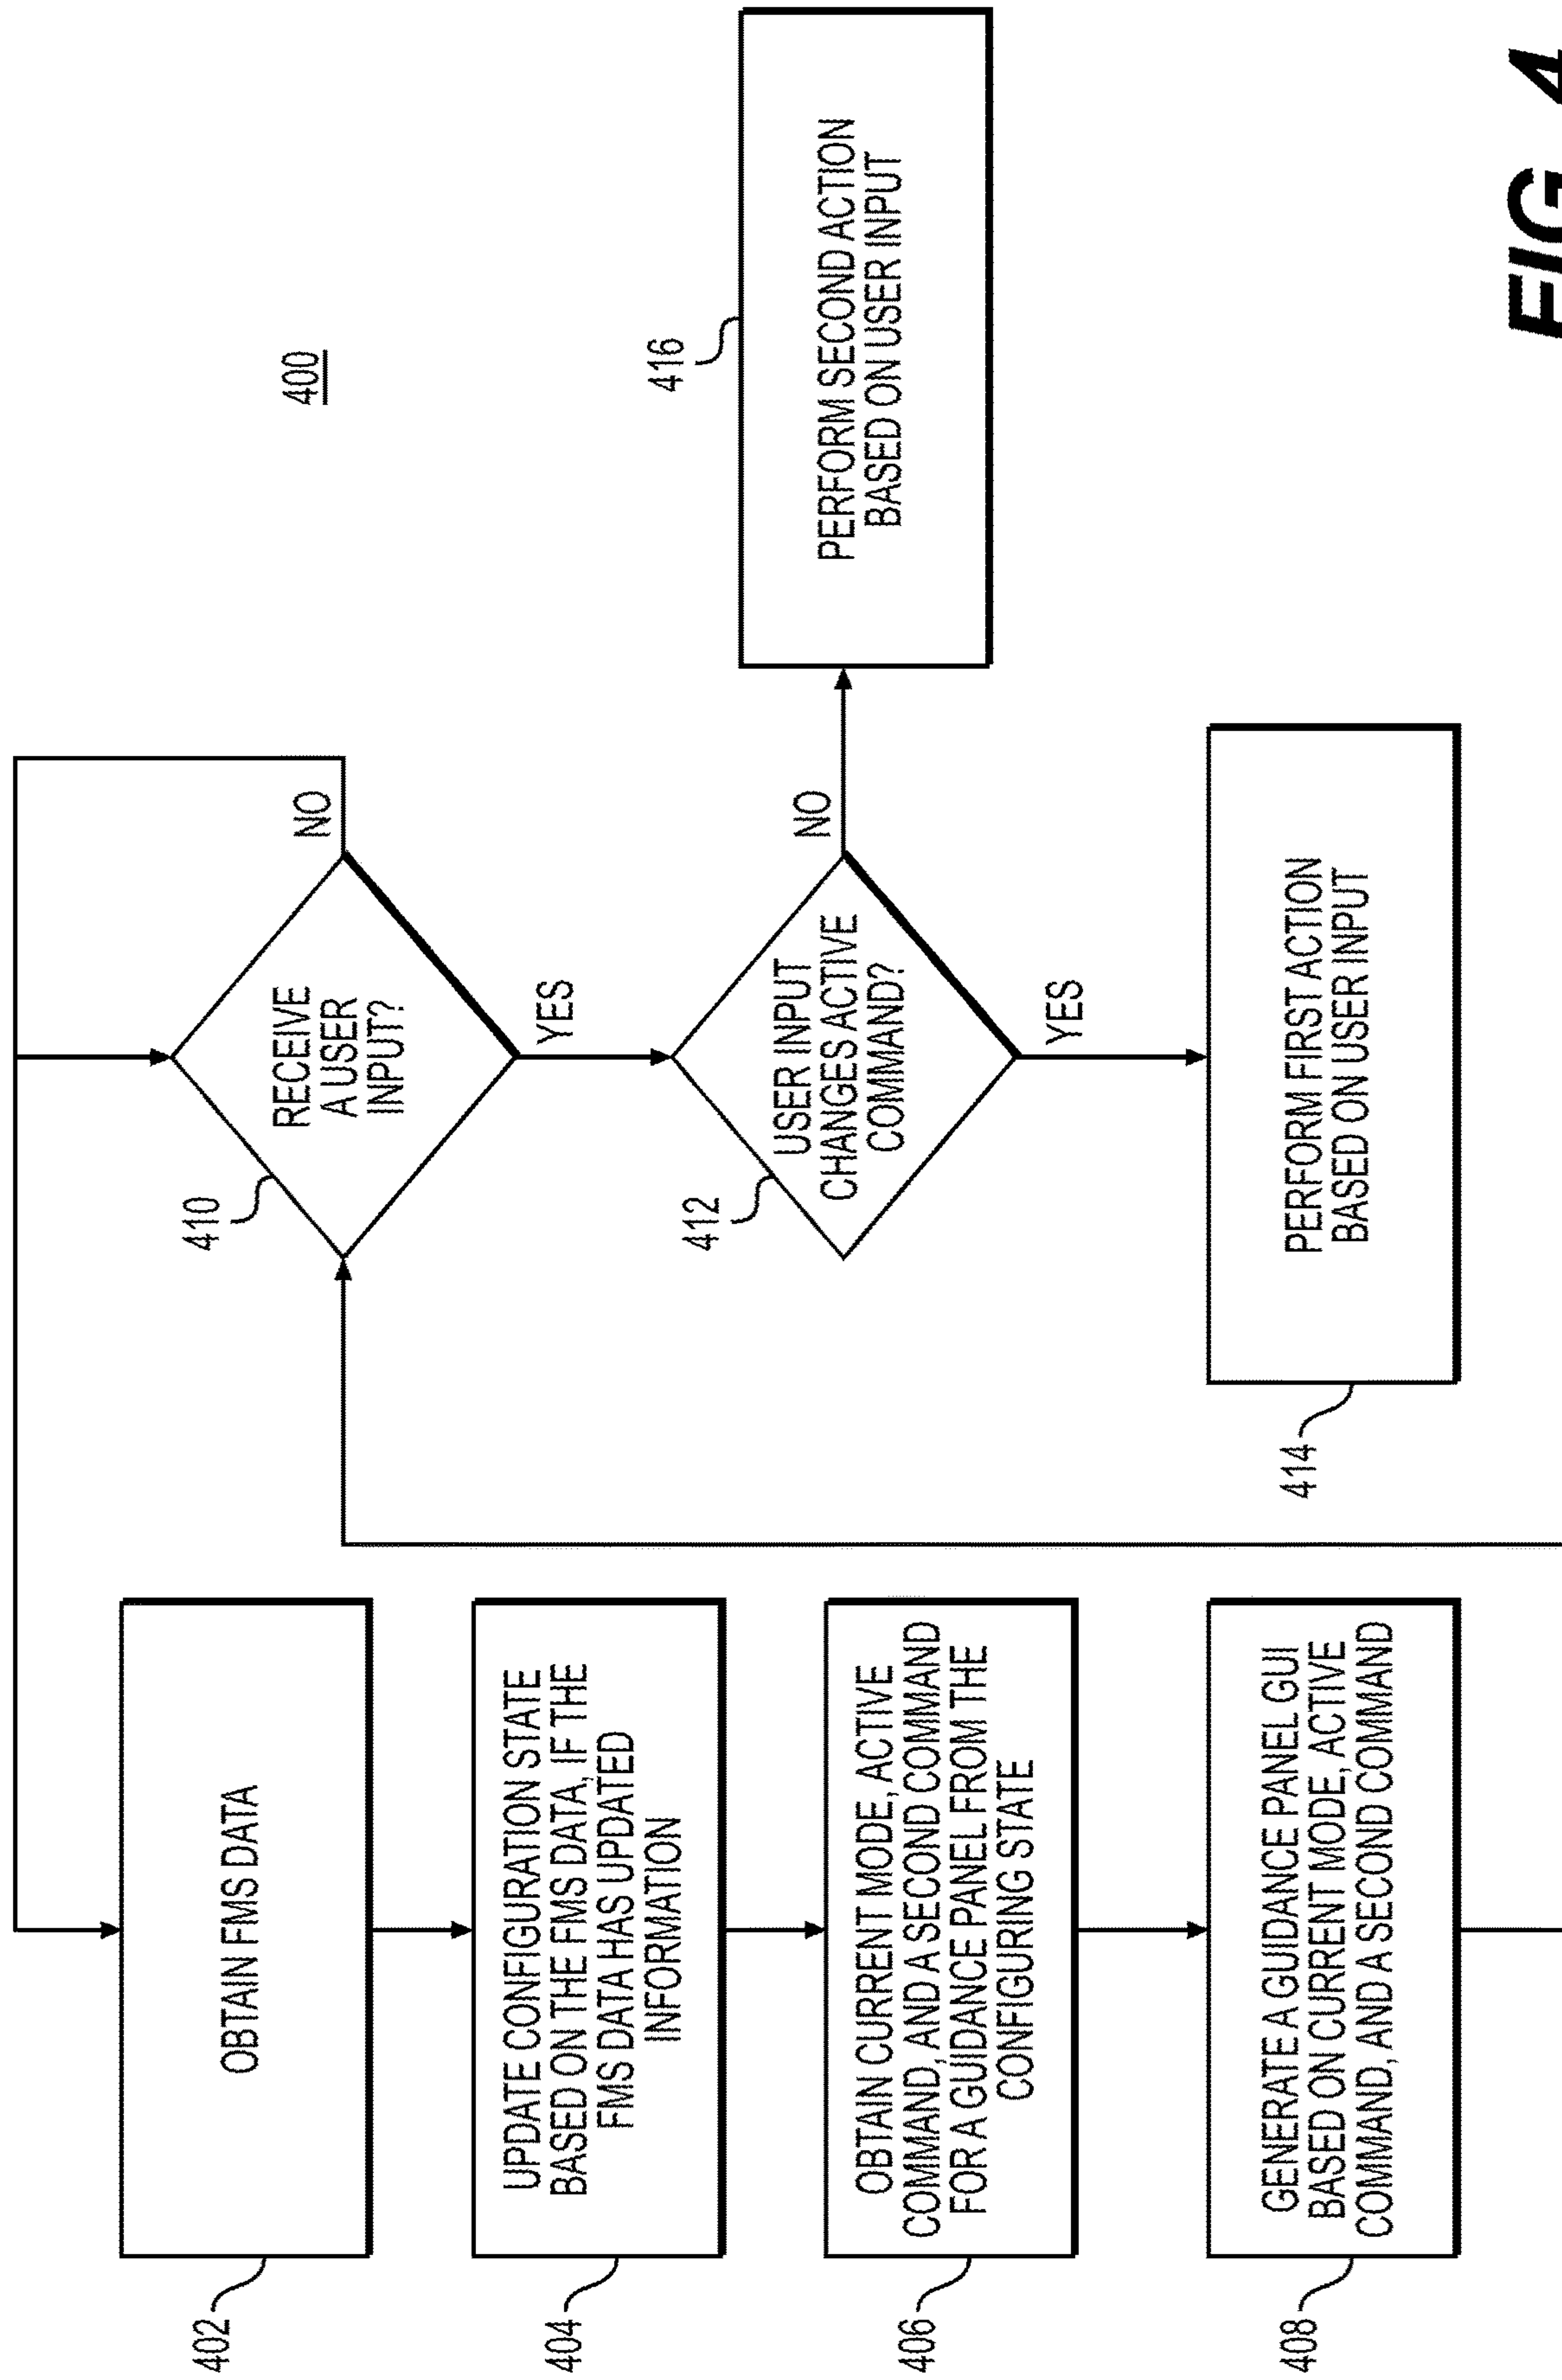 400
402
OBTAIN FMS DATA
404
UPDATE CONFIGURATION STATE
BASED ON THE FMS DATA, IF THE
FMS DATA HAS UPDATED
INFORMATION
406
OBTAIN CURRENT MODE, ACTIVE
COMMAND, AND A SECOND COMMAND
FOR A GUIDANCE PANEL FROM THE
CONFIGURING STATE
408
GENERATE A GUIDANCE PANEL GUI
BASED ON CURRENT MODE, ACTIVE
COMMAND, AND A SECOND COMMAND
410
RECEIVE
A USER
INPUT?
NO
YES
412
USER INPUT
CHANGES ACTIVE
COMMAND?
NO
YES
414
PERFORM FIRST ACTION
BASED ON USER INPUT
416
PERFORM SECOND ACTION
BASED ON USER INPUT
FIG. 4